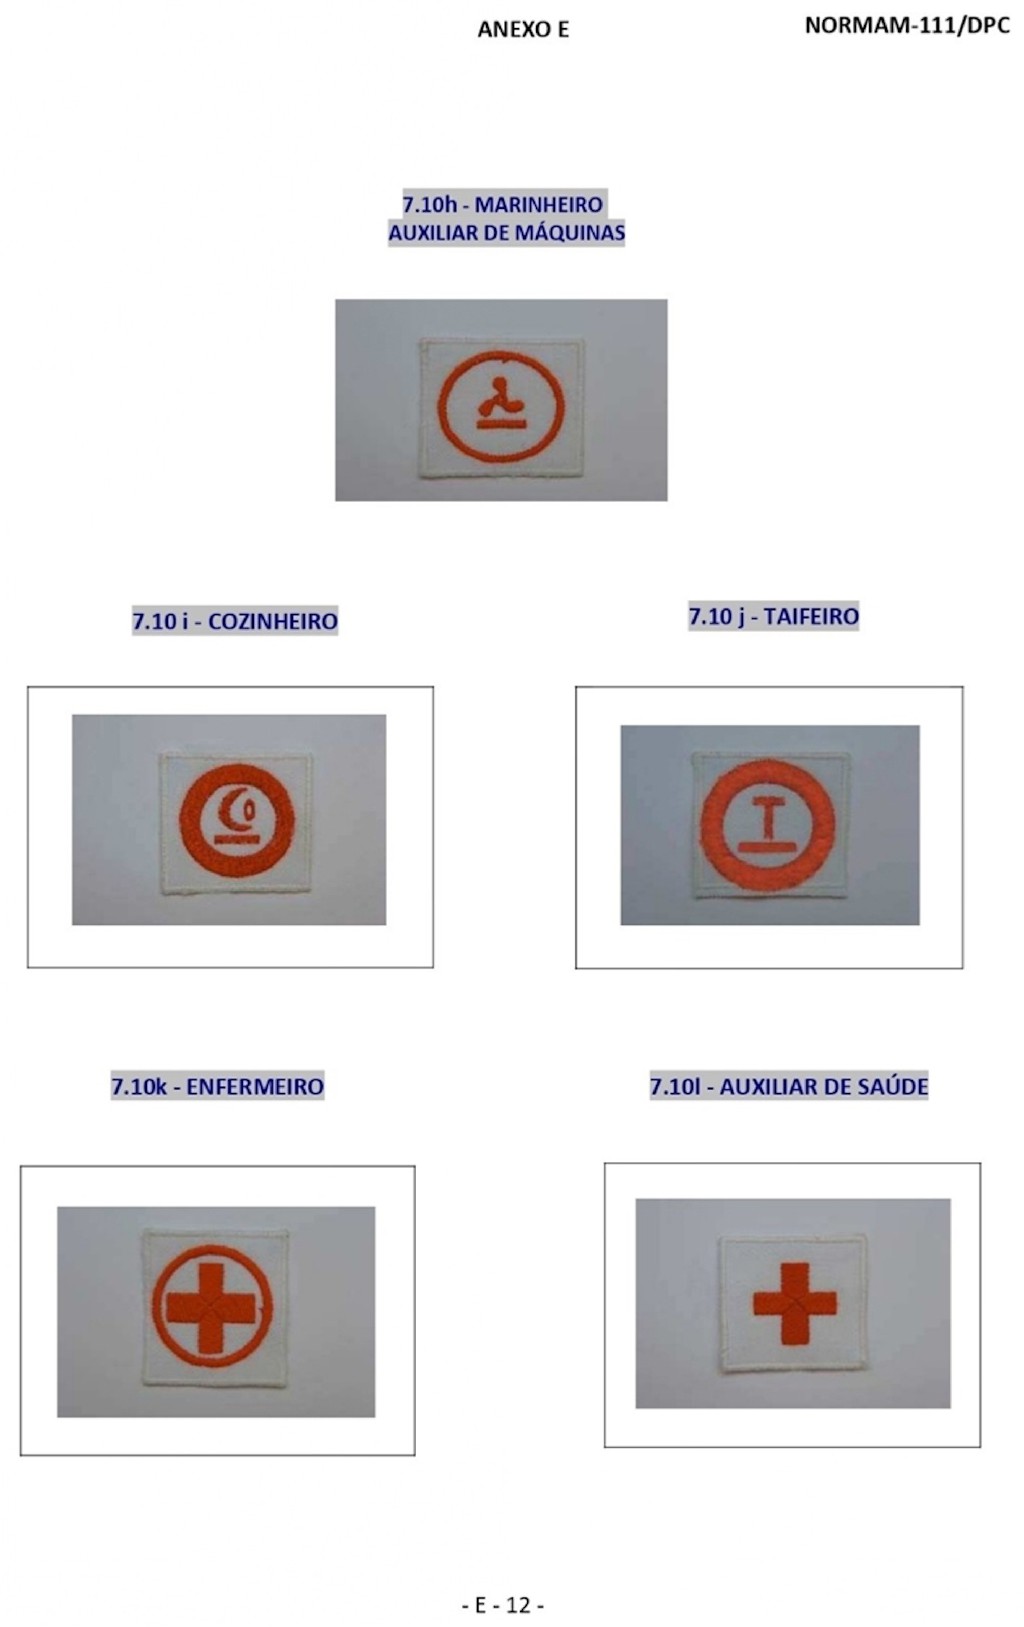 ANEXO E
NORMAM-111/DPC
7.10h - MARINHEIRO
AUXILIAR DE MÁQUINAS
7.10 i - COZINHEIRO
7.10 j - TAIFEIRO
Co
T
7.10k - ENFERMEIRO
7.10l - AUXILIAR DE SAÚDE
- E - 12 -